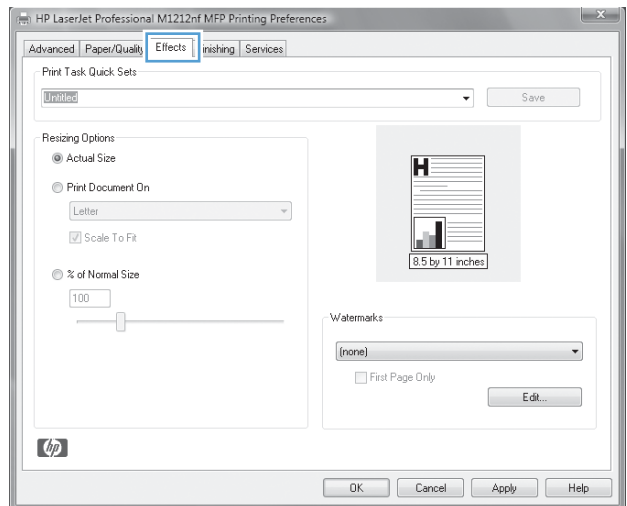 HP LaserJet Professional M1212nf MFP Printing Preferences
X
Advanced Paper/Quality Effects inishing Services
Print Task Quick Sets
Untitled
Save
Resizing Options
Actual Size
Print Document On
Letter
Scale To Fit
% of Normal Size
100
H
8.5 by 11 inches
Watermarks
(none)
First Page Only
Edit...
hp
OK Cancel Apply Help